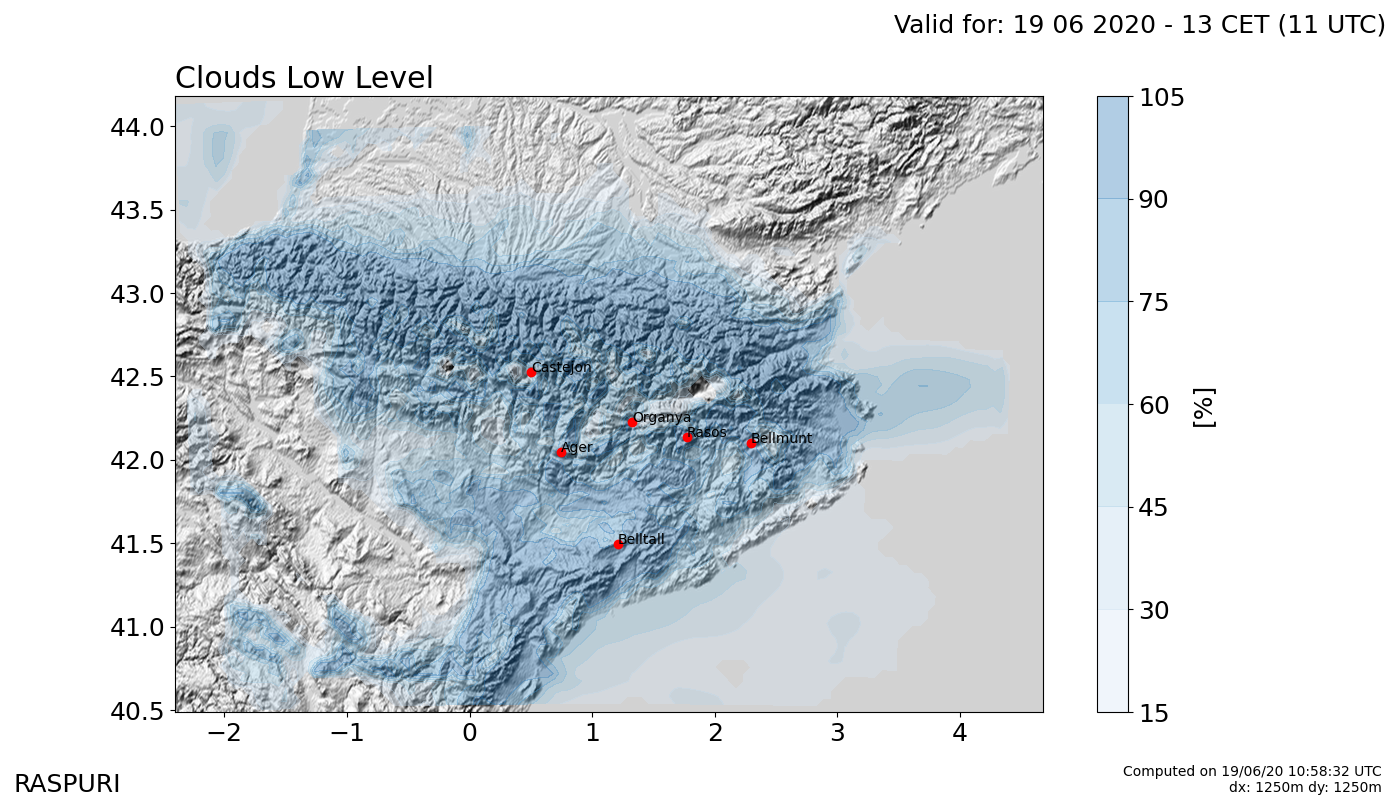 Valid for: 19 06 2020 - 13 CET (11 UTC)
Clouds Low Level
44.0
43.5
43.0
42.5
42.0
41.5
41.0
40.5
−2
−1
0
1
2
3
4
Castejon
Organya
Rasos
Bellmunt
Ager
Belltall
105
90
75
60
45
30
15
[%]
RASPURI
Computed on 19/06/20 10:58:32 UTC
dx: 1250m dy: 1250m